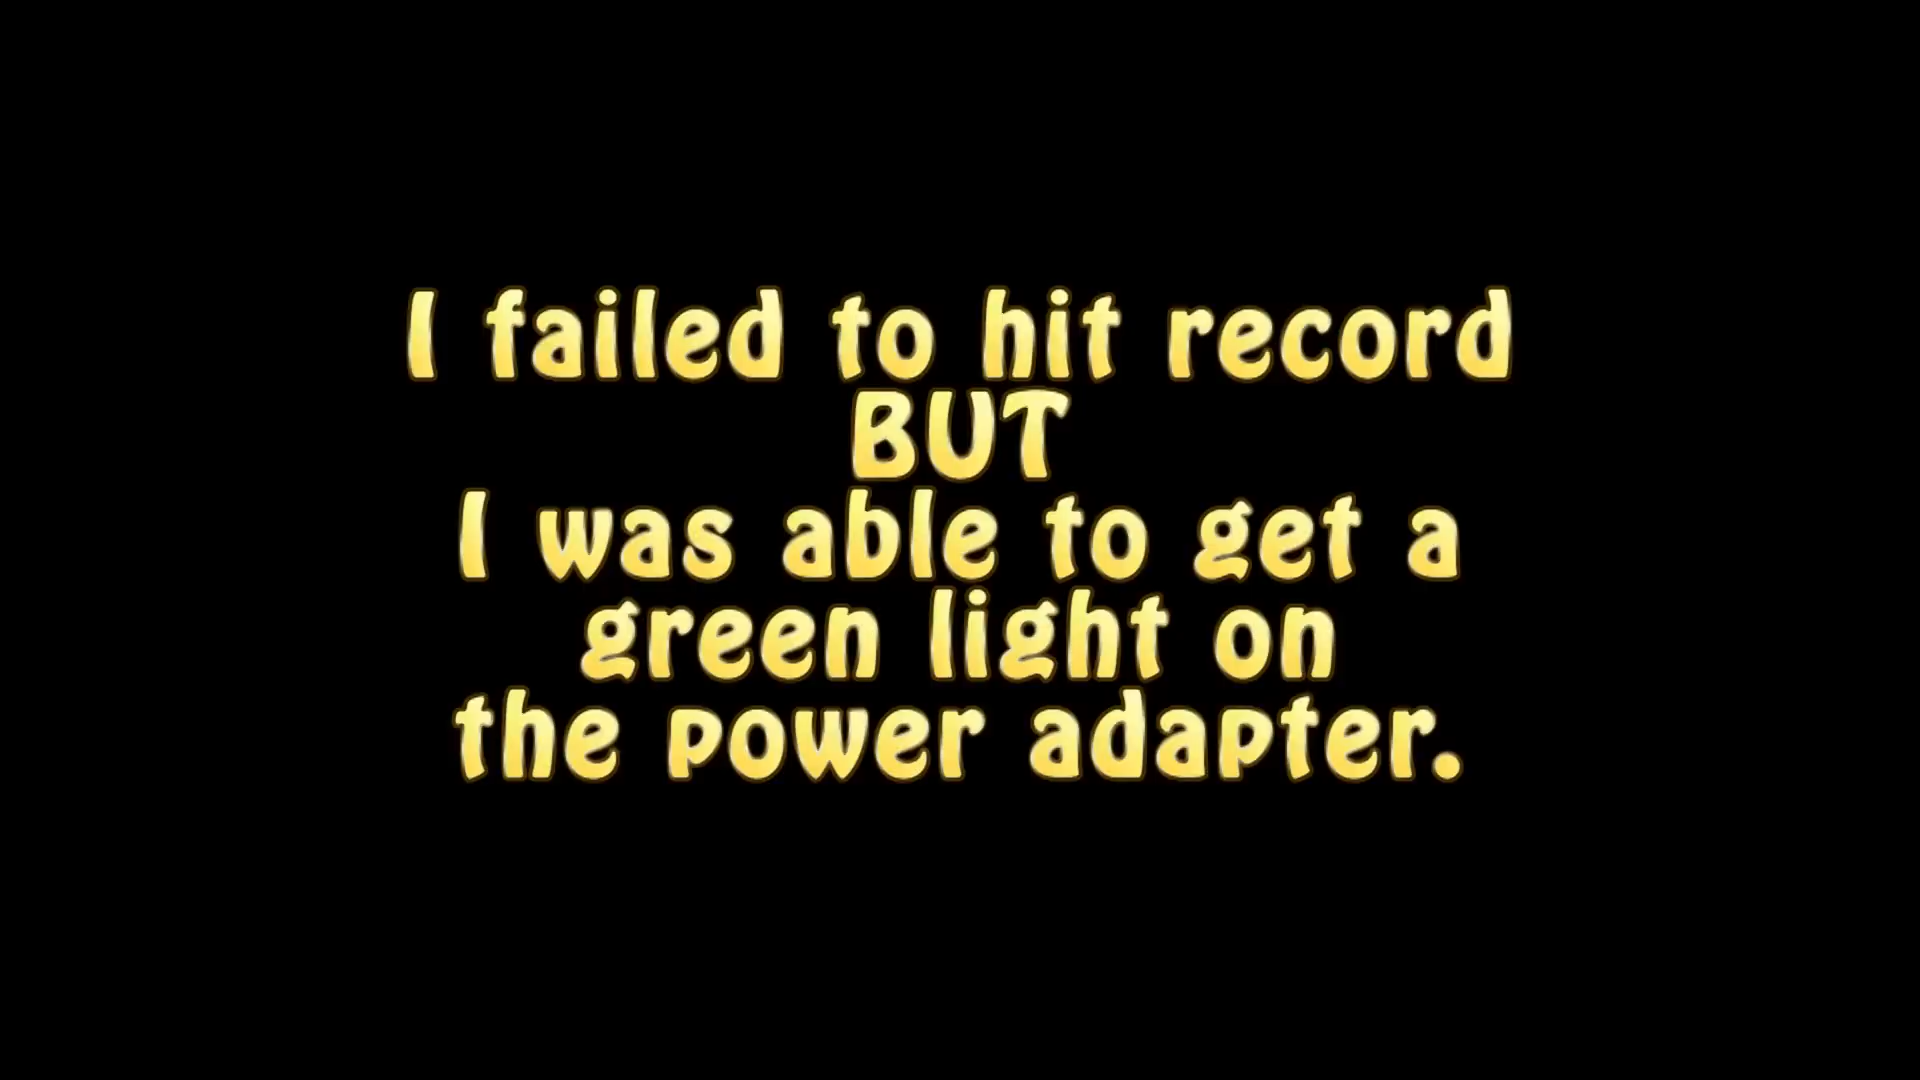 I failed to hit record
BUT
I was able to get a
green light on
the power adapter.